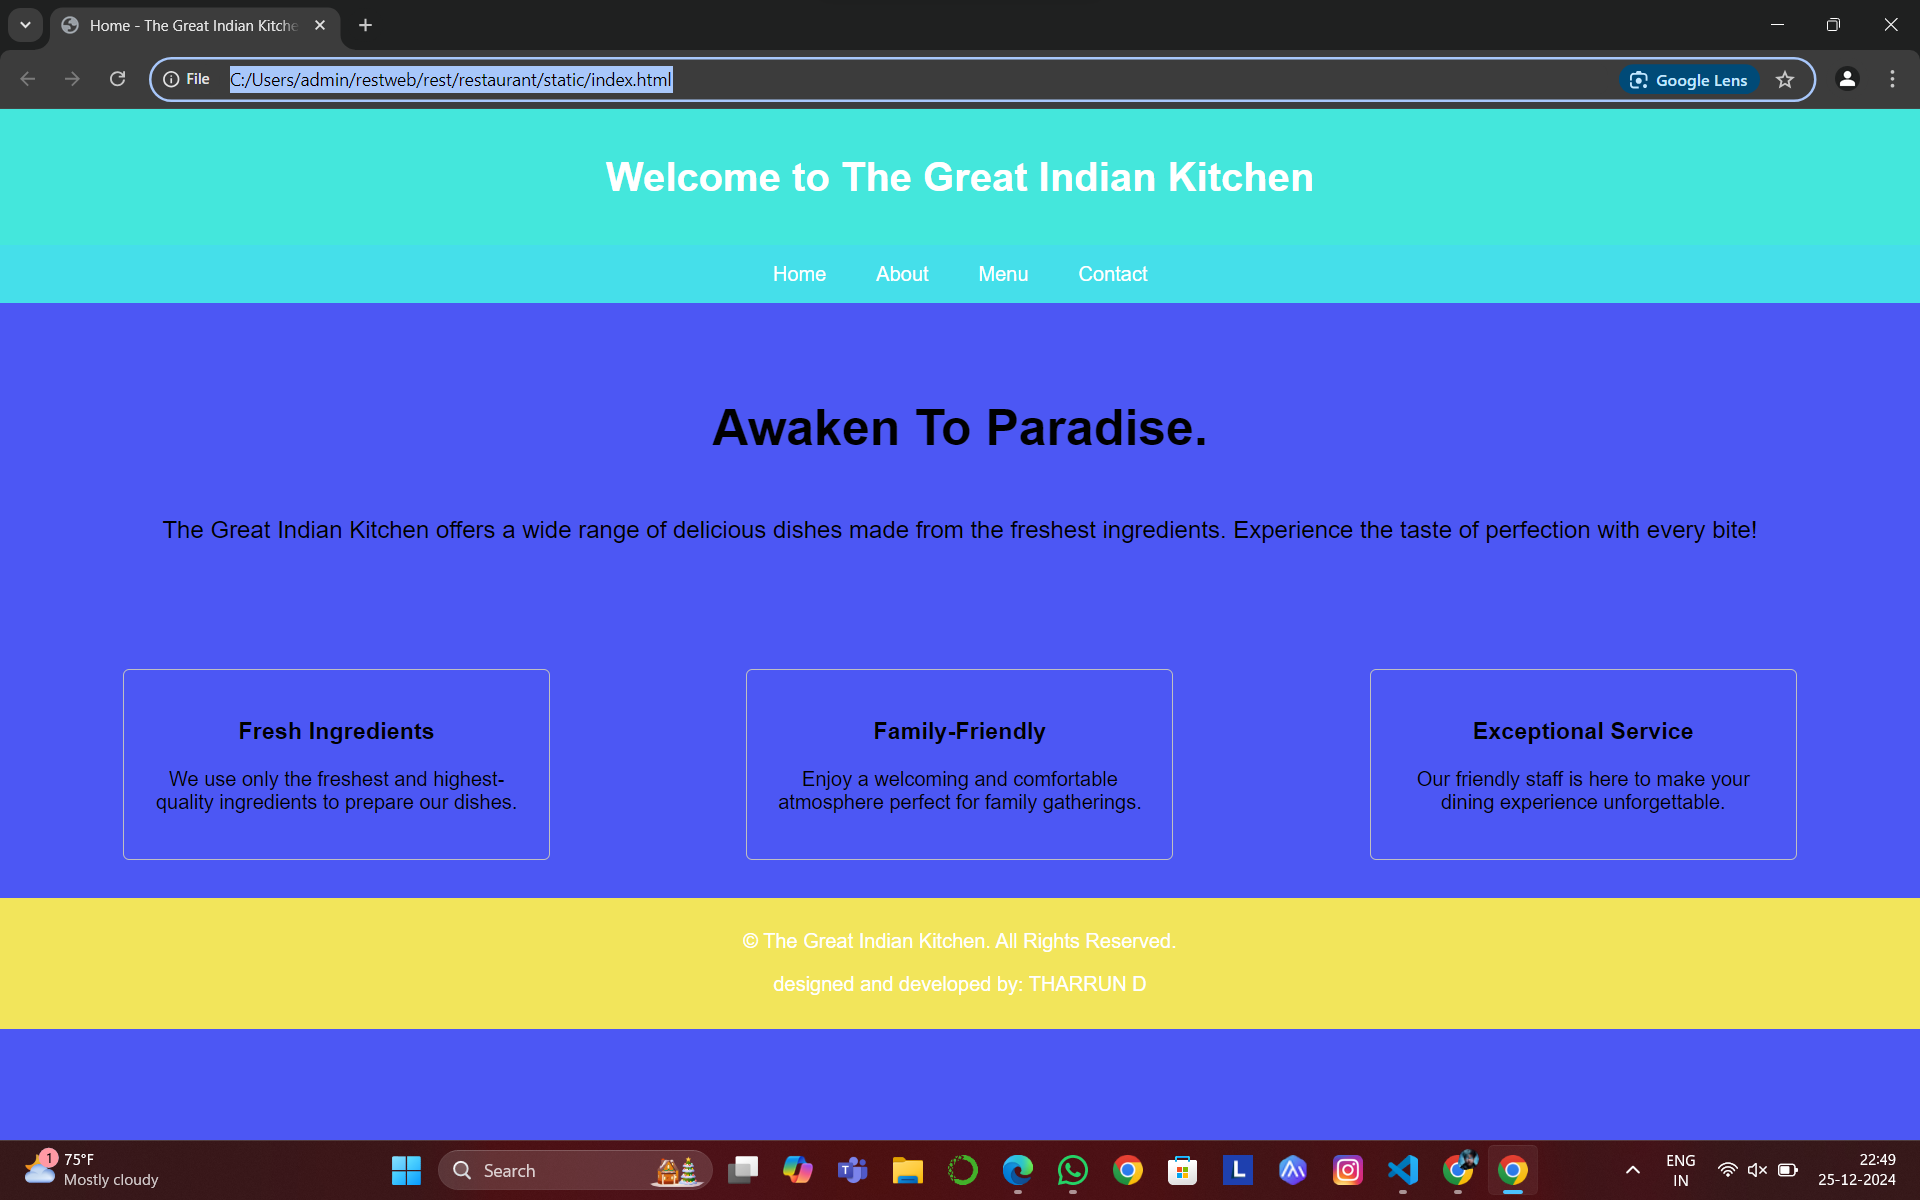 Home - The Great Indian Kitche
File
C:/Users/admin/restweb/rest/restaurant/static/index.html
Google Lens
Welcome to The Great Indian Kitchen
Home About Menu Contact
Awaken To Paradise.
The Great Indian Kitchen offers a wide range of delicious dishes made from the freshest ingredients. Experience the taste of perfection with every bite!
Fresh Ingredients
We use only the freshest and highest-
quality ingredients to prepare our dishes.
Family-Friendly
Enjoy a welcoming and comfortable
atmosphere perfect for family gatherings.
Exceptional Service
Our friendly staff is here to make your
dining experience unforgettable.
© The Great Indian Kitchen. All Rights Reserved.
designed and developed by: THARRUN D
1
75°F
Mostly cloudy
Search
T
L
ENG
IN
22:49
25-12-2024